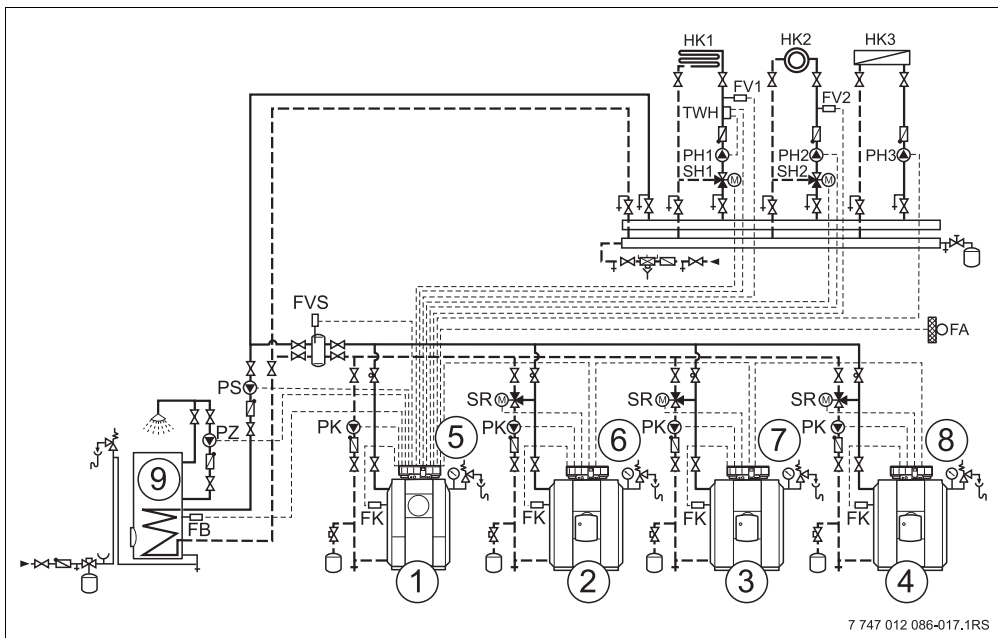 HK1 HK2 HK3
FV1 FV2
TWH
PH1 PH2 PH3
SH1 M SH2 M
FVS
FA
PS
SR M SR M SR M
PK PK PK PK
5 6 7 8
PZ
9
FB
FK FK FK FK
1 2 3 4
7 747 012 086-017.1RS